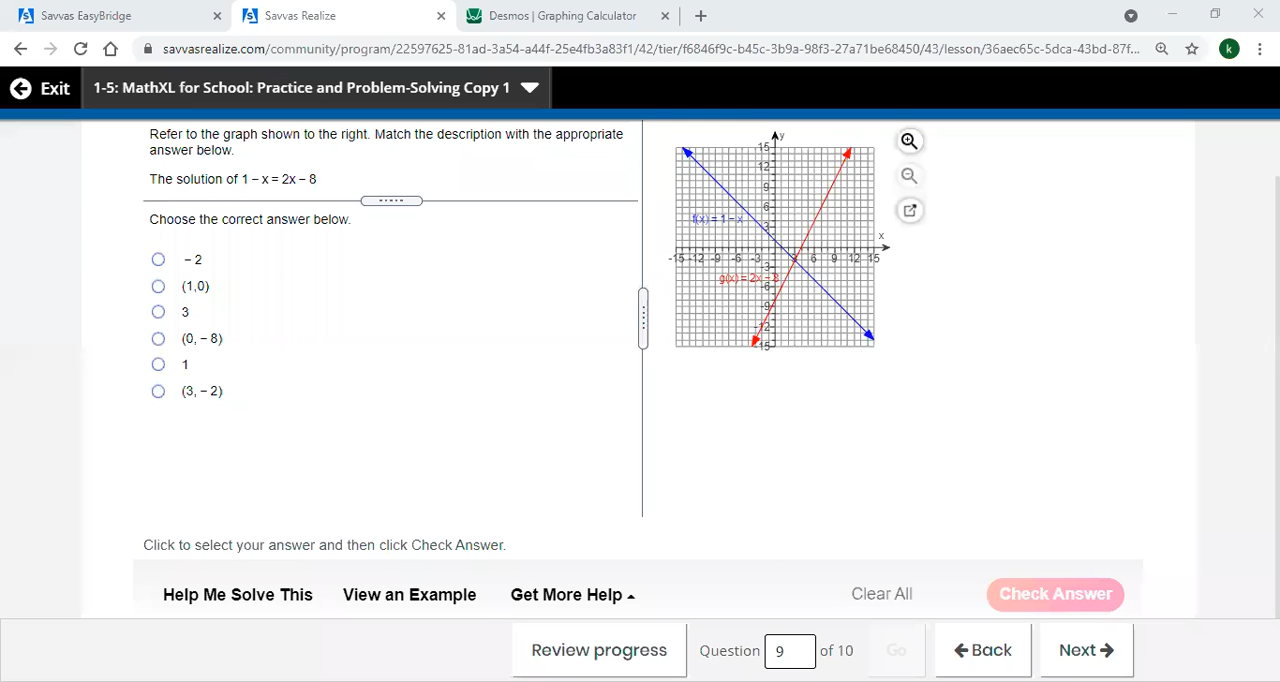 Savvas EasyBridge
Savvas Realize
Desmos | Graphing Calculator
savvasrealize.com/community/program/22597625-81ad-3a54-a44f-25e4fb3a83f1/42/tier/f6846f9c-b45c-3b9a-98f3-27a71be68450/43/lesson/36aec65c-5dca-43bd-87f...
k
Exit
1-5: MathXL for School: Practice and Problem-Solving Copy 1
Refer to the graph shown to the right. Match the description with the appropriate
answer below.
The solution of 1 − x = 2x − 8
Choose the correct answer below.
− 2
(1,0)
3
(0, − 8)
1
(3, − 2)
y
15
12
9
6
3
f(x) = 1 − x
x
-15 -12 -9 -6 -3 3 6 9 12 15
-3
g(x) = 2x − 8
-6
-9
-12
-15
Click to select your answer and then click Check Answer.
Help Me Solve This
View an Example
Get More Help
Clear All
Check Answer
Review progress
Question 9 of 10
Go
Back
Next